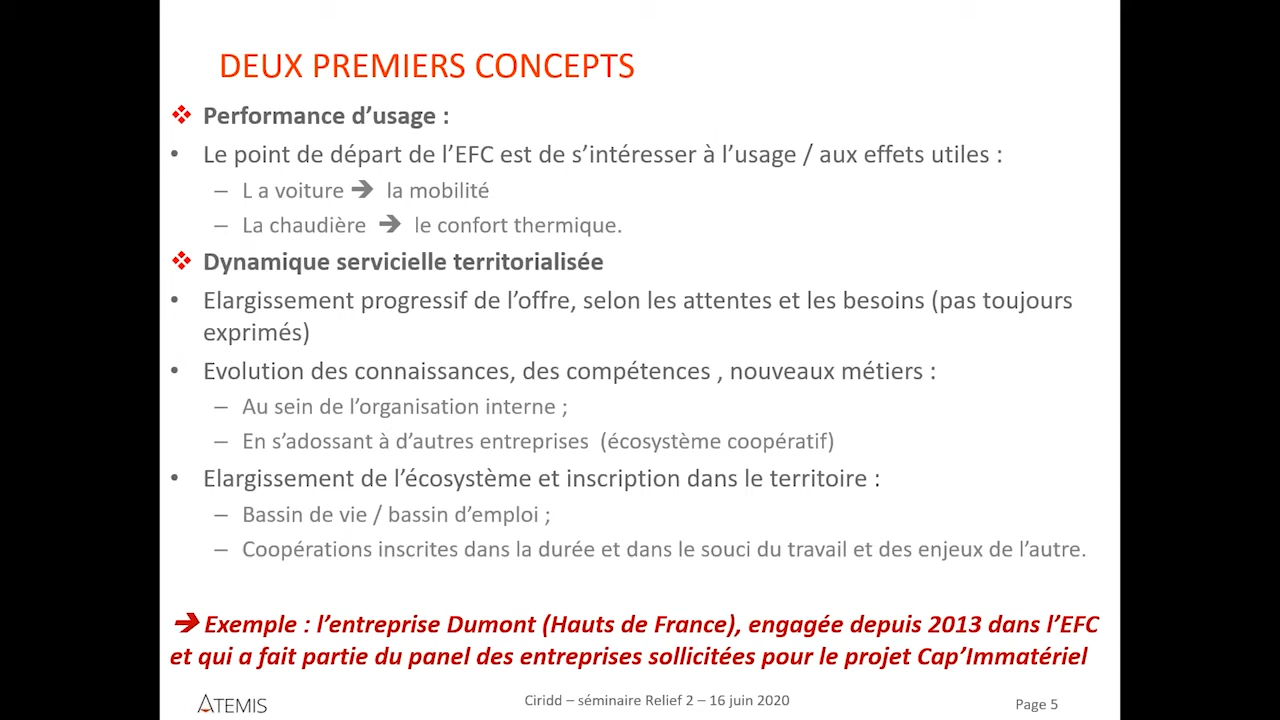 DEUX PREMIERS CONCEPTS
❖ Performance d’usage :
• Le point de départ de l’EFC est de s’intéresser à l’usage / aux effets utiles :
– L a voiture ➔ la mobilité
– La chaudière ➔ le confort thermique.
❖ Dynamique servicielle territorialisée
• Elargissement progressif de l’offre, selon les attentes et les besoins (pas toujours
exprimés)
• Evolution des connaissances, des compétences , nouveaux métiers :
– Au sein de l’organisation interne ;
– En s’adossant à d’autres entreprises (écosystème coopératif)
• Elargissement de l’écosystème et inscription dans le territoire :
– Bassin de vie / bassin d’emploi ;
– Coopérations inscrites dans la durée et dans le souci du travail et des enjeux de l’autre.
➔ Exemple : l’entreprise Dumont (Hauts de France), engagée depuis 2013 dans l’EFC
et qui a fait partie du panel des entreprises sollicitées pour le projet Cap’Immatériel
ATEMIS
Ciridd – séminaire Relief 2 – 16 juin 2020
Page 5